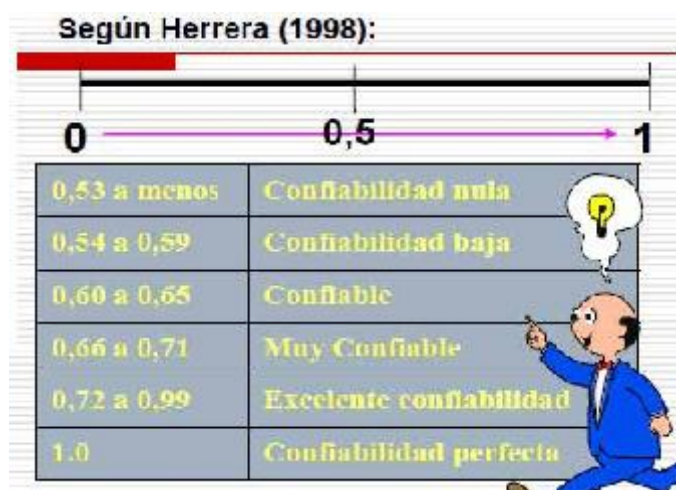 Según Herrera (1998):
0 0,5 1
0,53 a menos Confiabilidad nula
0,54 a 0,59 Confiabilidad baja
0,60 a 0,65 Confiable
0,66 a 0,71 Muy Confiable
0,72 a 0,99 Excelente confiabilidad
1.0 Confiabilidad perfecta